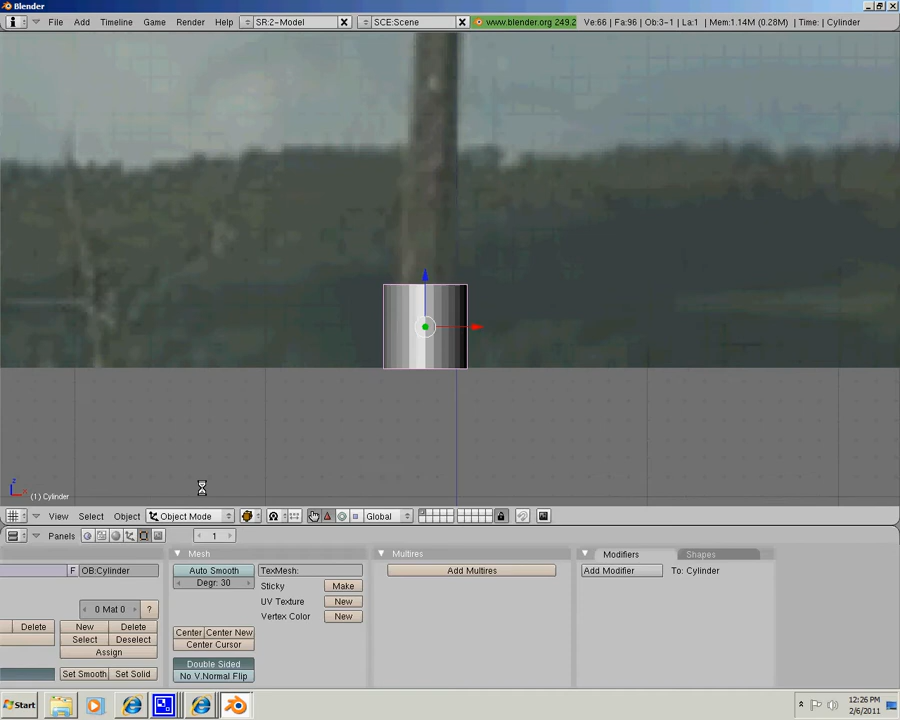 Blender
File Add Timeline Game Render Help SR:2-Model SCE:Scene www.blender.org 249.2 Ve:66 | Fa:96 | Ob:3-1 | La:1 | Mem:1.14M (0.28M) | Time: | Cylinder
z
x
(1) Cylinder
View Select Object Object Mode Global
Panels 1
Mesh Multires Modifiers Shapes
F OB:Cylinder Auto Smooth TexMesh: Add Multires Add Modifier To: Cylinder
Degr: 30 Sticky Make
0 Mat 0 ? UV Texture New
Delete New Delete Vertex Color New
Select Deselect Center Center New
Assign Center Cursor
Double Sided
Set Smooth Set Solid No V.Normal Flip
Start 12:26 PM
2/6/2011